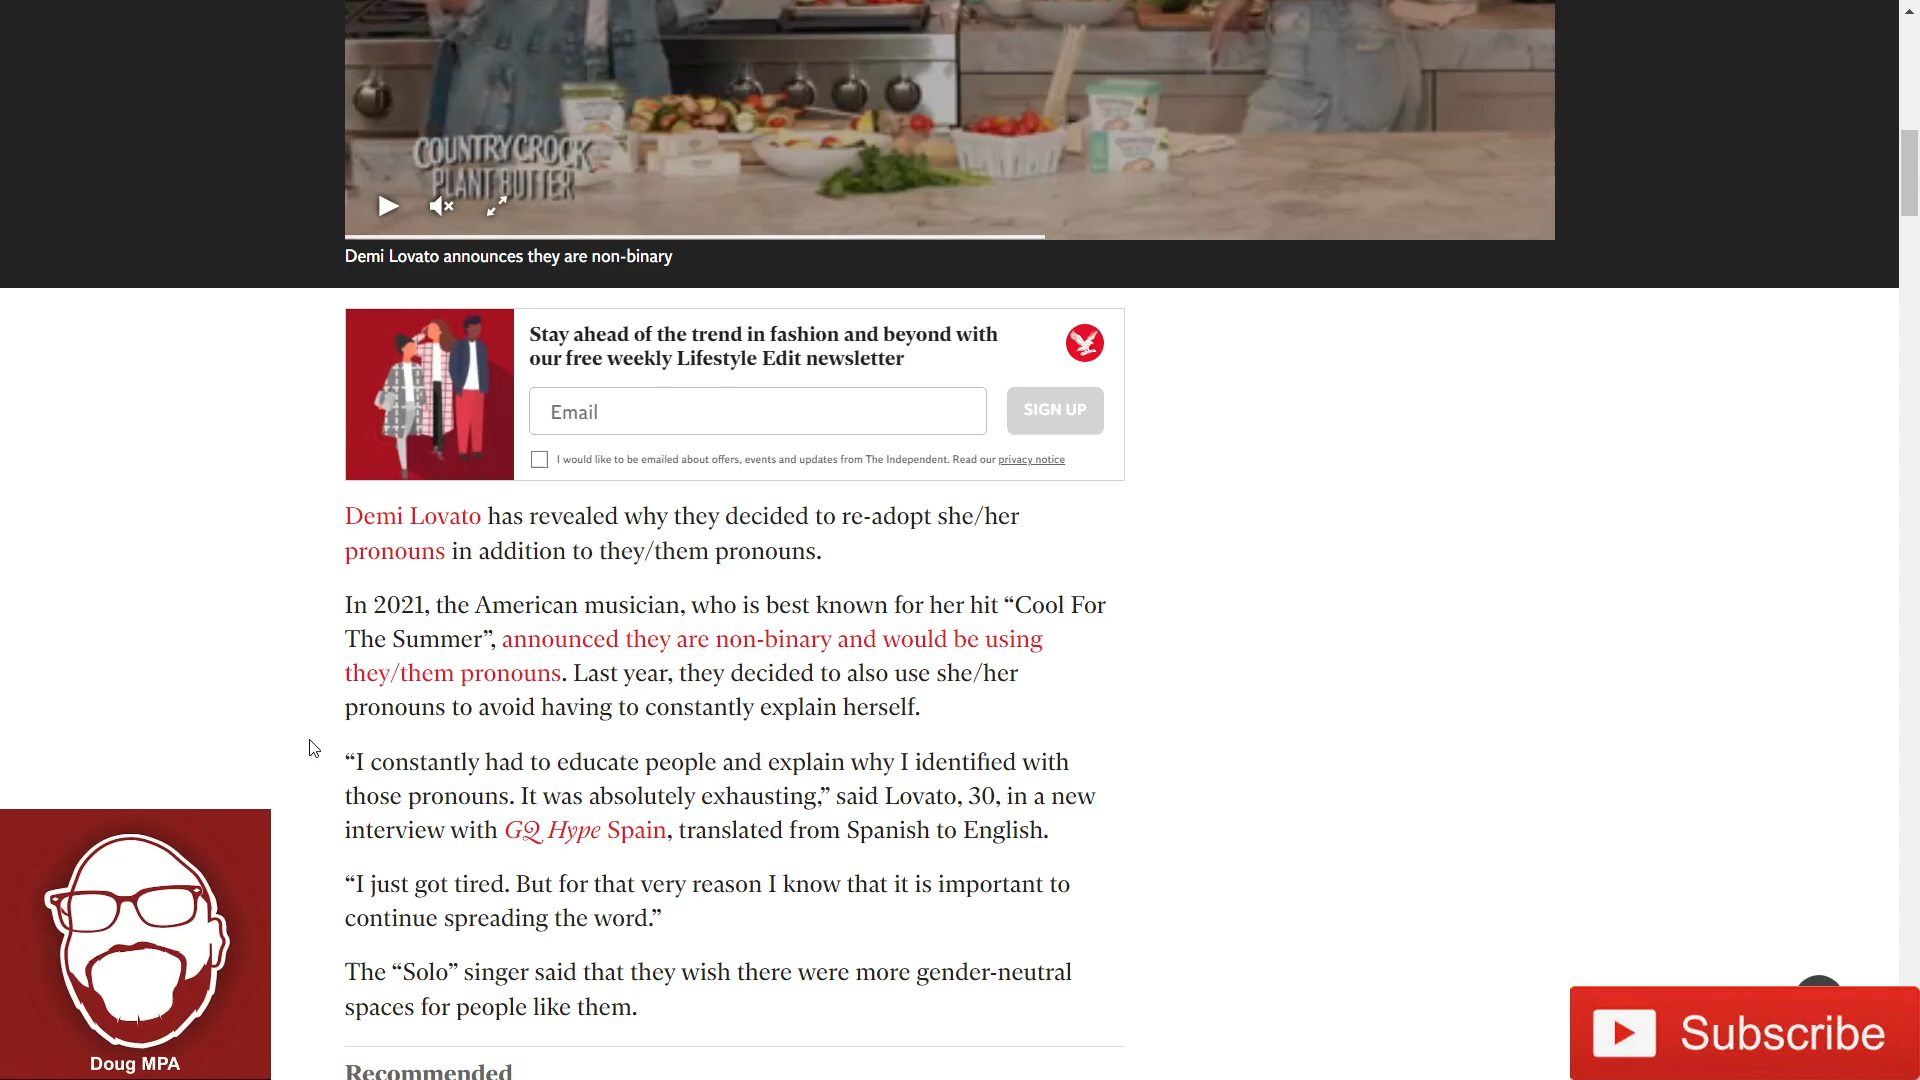 COUNTRY CROCK
PLANT BUTTER
Demi Lovato announces they are non-binary
Stay ahead of the trend in fashion and beyond with
our free weekly Lifestyle Edit newsletter
Email
SIGN UP
I would like to be emailed about offers, events and updates from The Independent. Read our privacy notice
Demi Lovato has revealed why they decided to re-adopt she/her
pronouns in addition to they/them pronouns.
In 2021, the American musician, who is best known for her hit “Cool For
The Summer”, announced they are non-binary and would be using
they/them pronouns. Last year, they decided to also use she/her
pronouns to avoid having to constantly explain herself.
“I constantly had to educate people and explain why I identified with
those pronouns. It was absolutely exhausting,” said Lovato, 30, in a new
interview with GQ Hype Spain, translated from Spanish to English.
“I just got tired. But for that very reason I know that it is important to
continue spreading the word.”
The “Solo” singer said that they wish there were more gender-neutral
spaces for people like them.
Recommended
Doug MPA
Subscribe